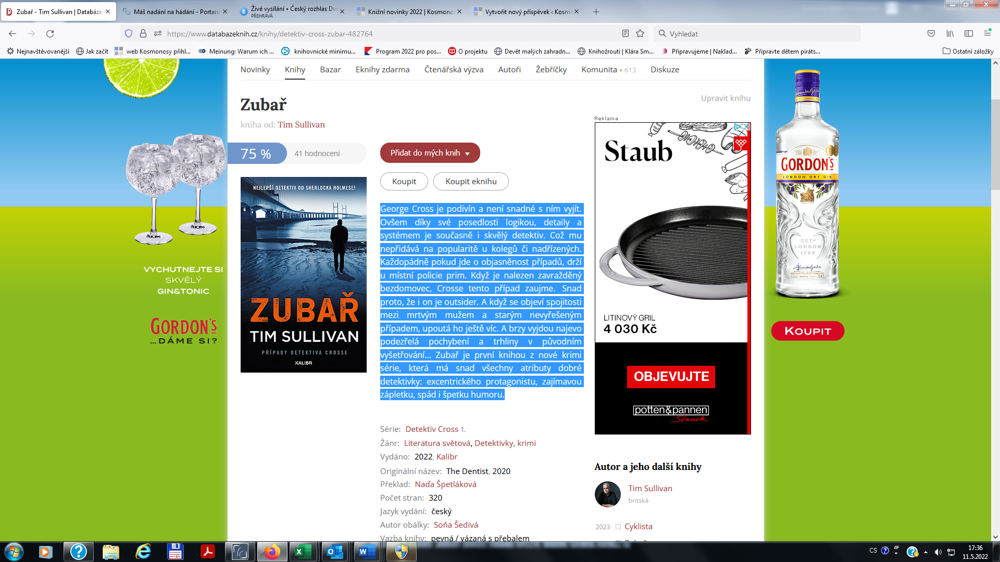 Zubař - Tim Sullivan | Databáze
Máš nadání na hádání - Portaro
Živé vysílání • Český rozhlas Dvo
PŘEHRÁVÁ
Knižní novinky 2022 | Kosmonos
Vytvořit nový příspěvek ‹ Kosmo
https://www.databazeknih.cz/knihy/detektiv-cross-zubar-482764
Vyhledat
Nejnavštěvovanější
Jak začít
web Kosmonosy přihl...
Meinung: Warum ich ...
knihovnické minimu...
Program 2022 pro pos...
O projektu
Devět malých zahradn...
Knihožrouti | Klára Sm...
Připravujeme | Naklad...
Připravte dětem piráts...
Ostatní záložky
Novinky Knihy Bazar Eknihy zdarma Čtenářská výzva Autoři Žebříčky Komunita • 613 Diskuze
Zubař
Upravit knihu
kniha od: Tim Sullivan
75 %
41 hodnocení
Přidat do mých knih
Koupit
Koupit eknihu
NEJLEPŠÍ DETEKTIV OD SHERLOCKA HOLMESE!
ZUBAŘ
TIM SULLIVAN
PŘÍPADY DETEKTIVA CROSSE
KALIBR
George Cross je podivín a není snadné s ním vyjít.
Ovšem díky své posedlosti logikou, detaily a
systémem je současně i skvělý detektiv. Což mu
nepřidává na popularitě u kolegů či nadřízených.
Každopádně pokud jde o objasněnost případů, drží
u místní policie prim. Když je nalezen zavražděný
bezdomovec, Crosse tento případ zaujme. Snad
proto, že i on je outsider. A když se objeví spojitosti
mezi mrtvým mužem a starým nevyřešeným
případem, upoutá ho ještě víc. A brzy vyjdou najevo
podezřelá pochybení a trhliny v původním
vyšetřování... Zubař je první knihou z nové krimi
série, která má snad všechny atributy dobré
detektivky: excentrického protagonistu, zajímavou
zápletku, spád i špetku humoru.
Série: Detektiv Cross 1.
Žánr: Literatura světová, Detektivky, krimi
Vydáno: 2022, Kalibr
Originální název: The Dentist, 2020
Překlad: Naďa Špetláková
Počet stran: 320
Jazyk vydání: český
Autor obálky: Soňa Šedivá
Vazba knihy: pevná / vázaná s přebalem
Reklama
Staub
LITINOVÝ GRIL
4 030 Kč
OBJEVUJTE
potten&pannen
Staněk
Autor a jeho další knihy
Tim Sullivan
britská
2023 Cyklista
VYCHUTNEJTE SI
SKVĚLÝ
GIN&TONIC
GORDON'S
...DÁME SI?
GORDON'S
LONDON DRY GIN
ESTD
LONDON
1769
KOUPIT
CS
17:36
11.5.2022